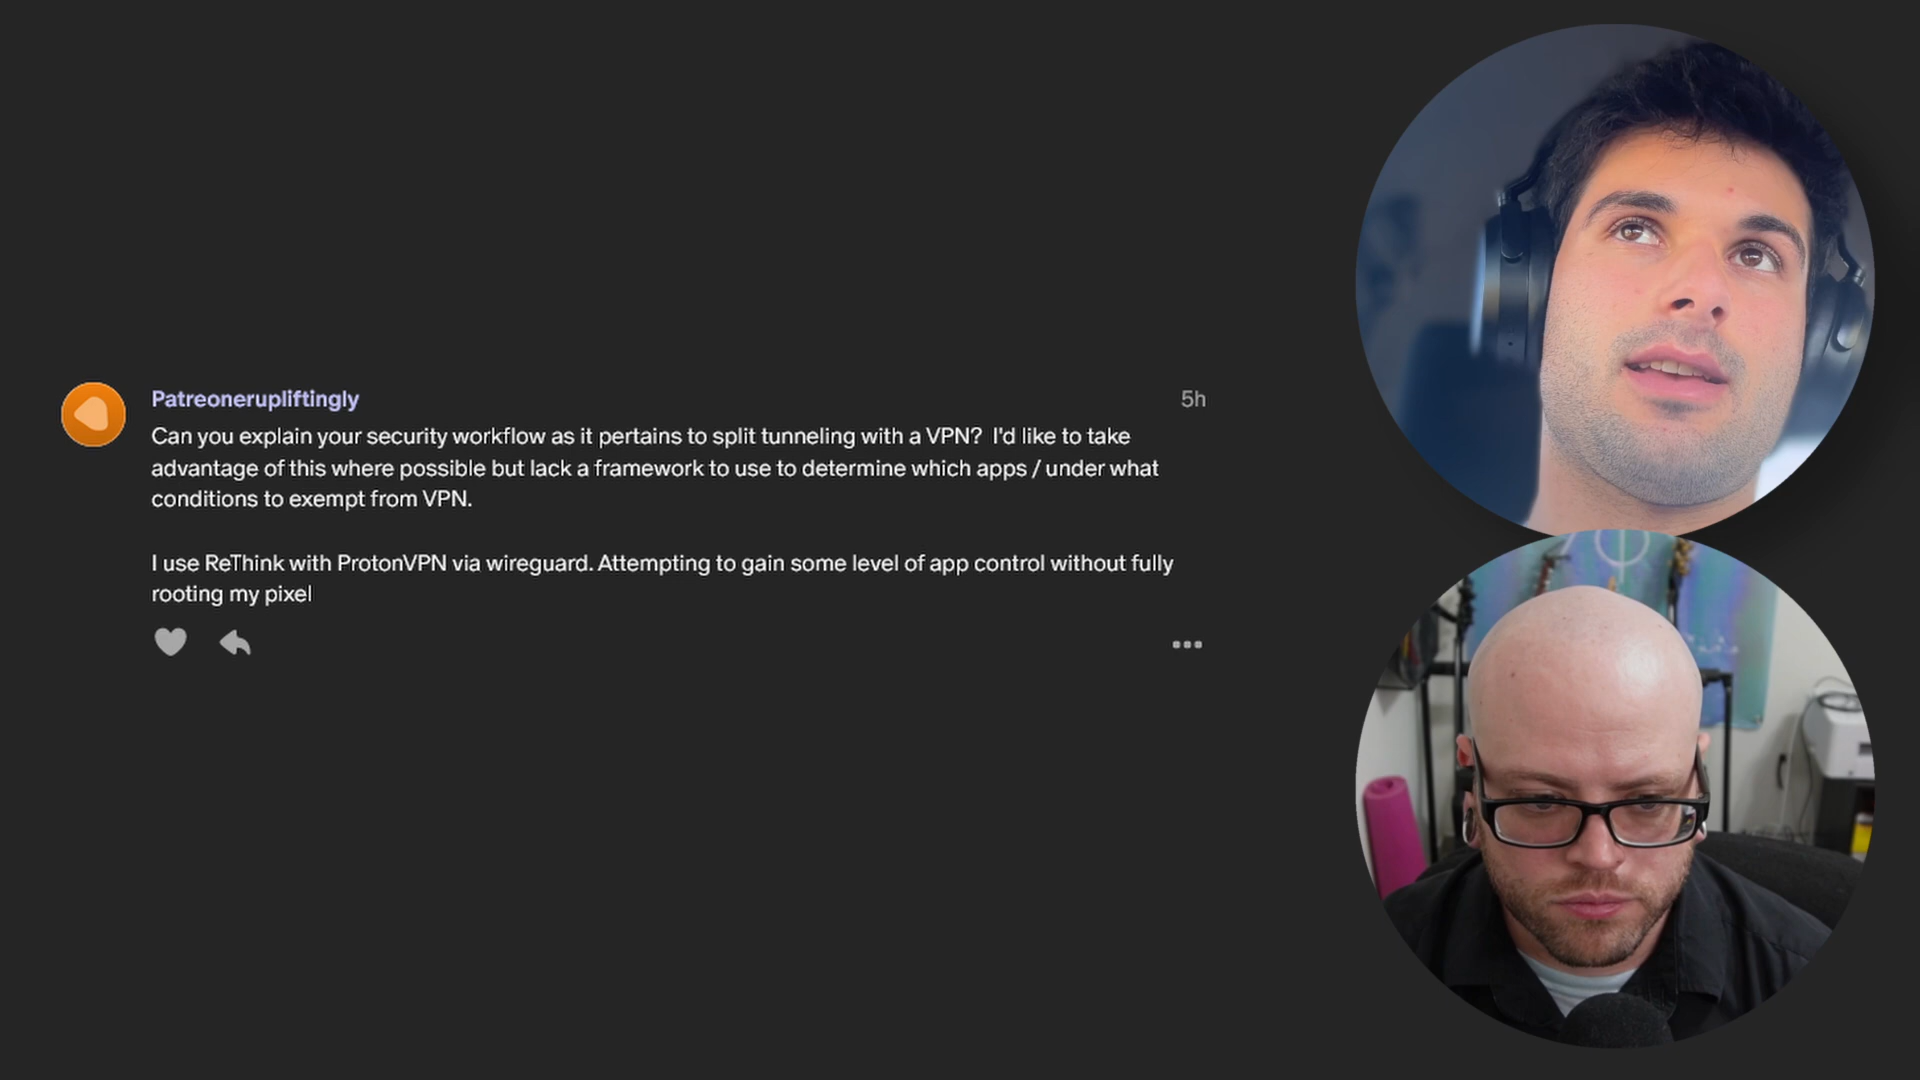 Patreonerupliftingly 5h
Can you explain your security workflow as it pertains to split tunneling with a VPN?  I'd like to take
advantage of this where possible but lack a framework to use to determine which apps / under what
conditions to exempt from VPN.
I use ReThink with ProtonVPN via wireguard. Attempting to gain some level of app control without fully
rooting my pixel